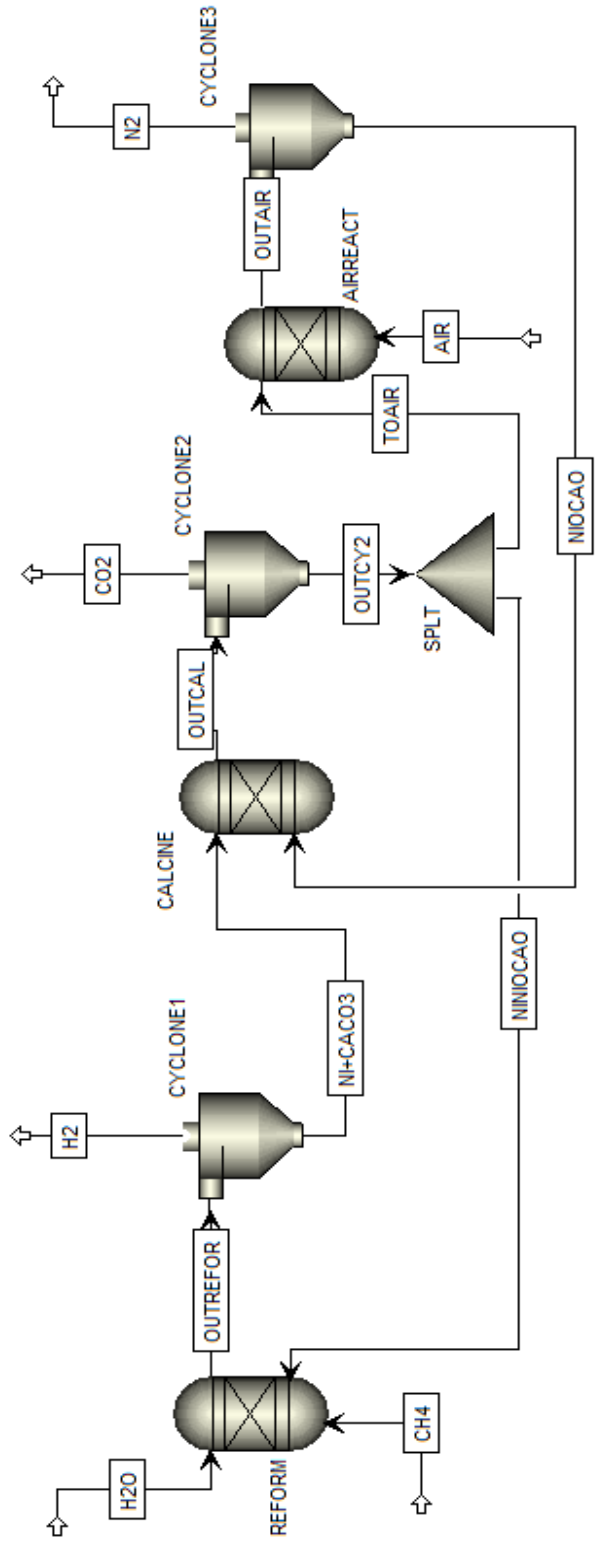 H2O
REFORM
CH4
OUTREFOR
H2
CYCLONE1
NI+CACO3
CALCINE
OUTCAL
CO2
CYCLONE2
OUTCY2
SPLT
NINIOCAO
TOAIR
AIR
AIRREACT
OUTAIR
N2
CYCLONE3
NIOCAO